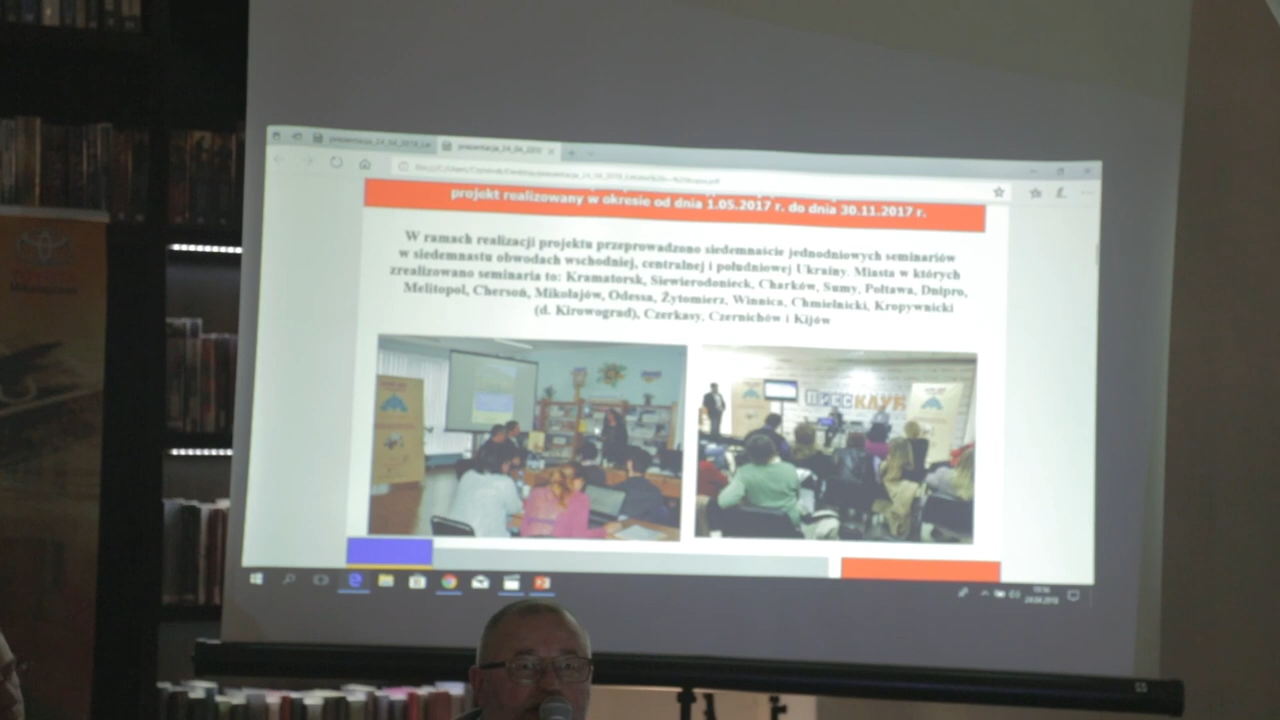 projekt realizowany w okresie od dnia 1.05.2017 r. do dnia 30.11.2017 r.
W ramach realizacji projektu przeprowadzono siedemnaście jednodniowych seminariów
w siedemnastu obwodach wschodniej, centralnej i południowej Ukrainy. Miasta w których
zrealizowano seminaria to: Kramatorsk, Siewierodonieck, Charków, Sumy, Połtawa, Dnipro,
Melitopol, Chersoń, Mikołajów, Odessa, Żytomierz, Winnica, Chmielnicki, Kropywnicki
(d. Kirowograd), Czerkasy, Czernichów i Kijów
ПРЕССКЛУБ